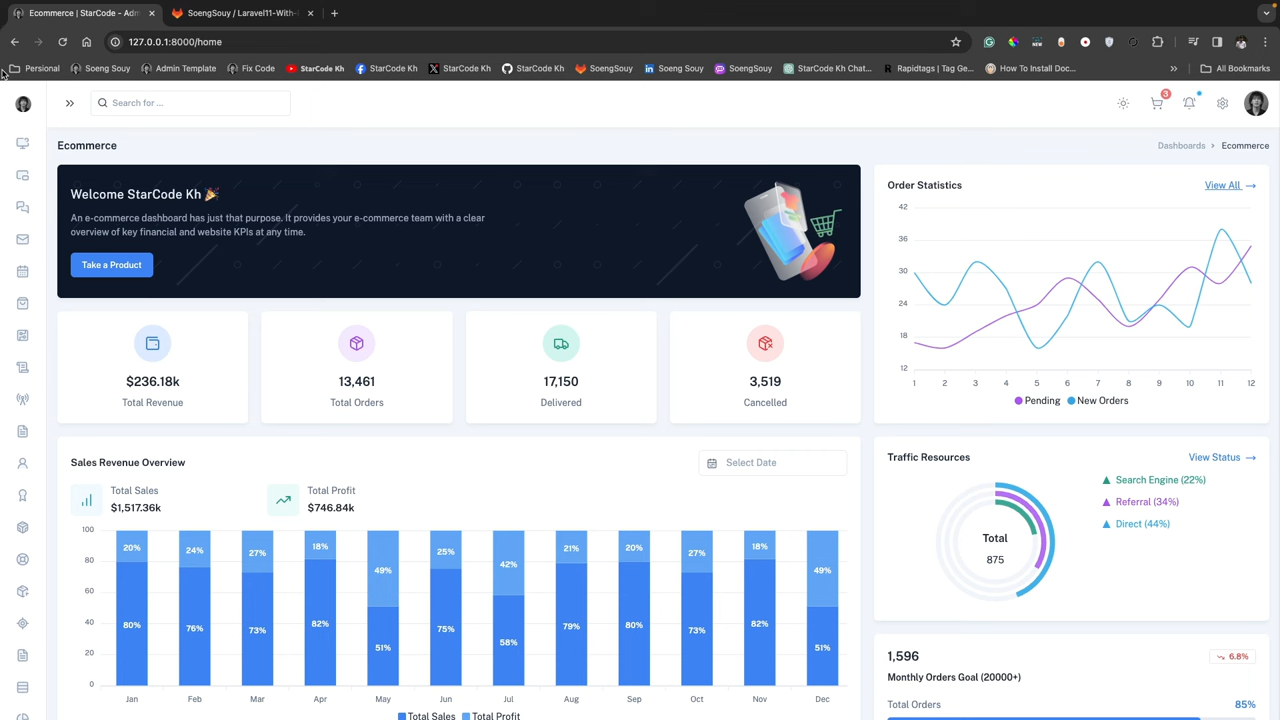 Ecommerce | StarCode - Adm
SoengSouy / Laravel11-With-
127.0.0.1:8000/home
Persional
Soeng Souy
Admin Template
Fix Code
StarCode Kh
StarCode Kh
StarCode Kh
StarCode Kh
SoengSouy
Soeng Souy
SoengSouy
StarCode Kh Chat...
Rapidtags | Tag Ge...
How To Install Doc...
All Bookmarks
Search for ...
3
Ecommerce
Dashboards > Ecommerce
Welcome StarCode Kh 🎉
An e-commerce dashboard has just that purpose. It provides your e-commerce team with a clear
overview of key financial and website KPIs at any time.
Take a Product
$236.18k
Total Revenue
13,461
Total Orders
17,150
Delivered
3,519
Cancelled
Order Statistics
View All →
42
36
30
24
18
12
1 2 3 4 5 6 7 8 9 10 11 12
Pending New Orders
Sales Revenue Overview
Select Date
Total Sales
$1,517.36k
Total Profit
$746.84k
100
80
60
40
20
0
20% 24% 27% 18% 49% 25% 42% 21% 20% 27% 18% 49%
80% 76% 73% 82% 51% 75% 58% 79% 80% 73% 82% 51%
Jan Feb Mar Apr May Jun Jul Aug Sep Oct Nov Dec
Total Sales Total Profit
Traffic Resources
View Status →
Total
875
Search Engine (22%)
Referral (34%)
Direct (44%)
1,596
6.8%
Monthly Orders Goal (20000+)
Total Orders
85%